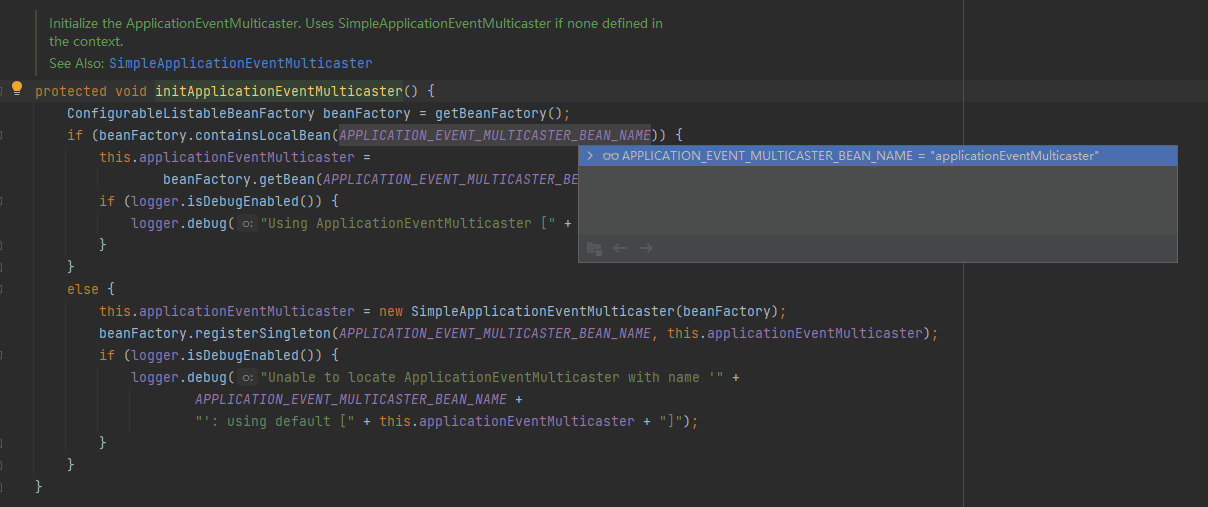 Initialize the ApplicationEventMulticaster. Uses SimpleApplicationEventMulticaster if none defined in
the context.
See Also: SimpleApplicationEventMulticaster
protected void initApplicationEventMulticaster() {
ConfigurableListableBeanFactory beanFactory = getBeanFactory();
if (beanFactory.containsLocalBean(APPLICATION_EVENT_MULTICASTER_BEAN_NAME)) {
this.applicationEventMulticaster =
APPLICATION_EVENT_MULTICASTER_BEAN_NAME = "applicationEventMulticaster"
beanFactory.getBean(APPLICATION_EVENT_MULTICASTER_BE
if (logger.isDebugEnabled()) {
logger.debug( o: "Using ApplicationEventMulticaster [" +
}
}
else {
this.applicationEventMulticaster = new SimpleApplicationEventMulticaster(beanFactory);
beanFactory.registerSingleton(APPLICATION_EVENT_MULTICASTER_BEAN_NAME, this.applicationEventMulticaster);
if (logger.isDebugEnabled()) {
logger.debug( o: "Unable to locate ApplicationEventMulticaster with name '" +
APPLICATION_EVENT_MULTICASTER_BEAN_NAME +
"': using default [" + this.applicationEventMulticaster + "]");
}
}
}